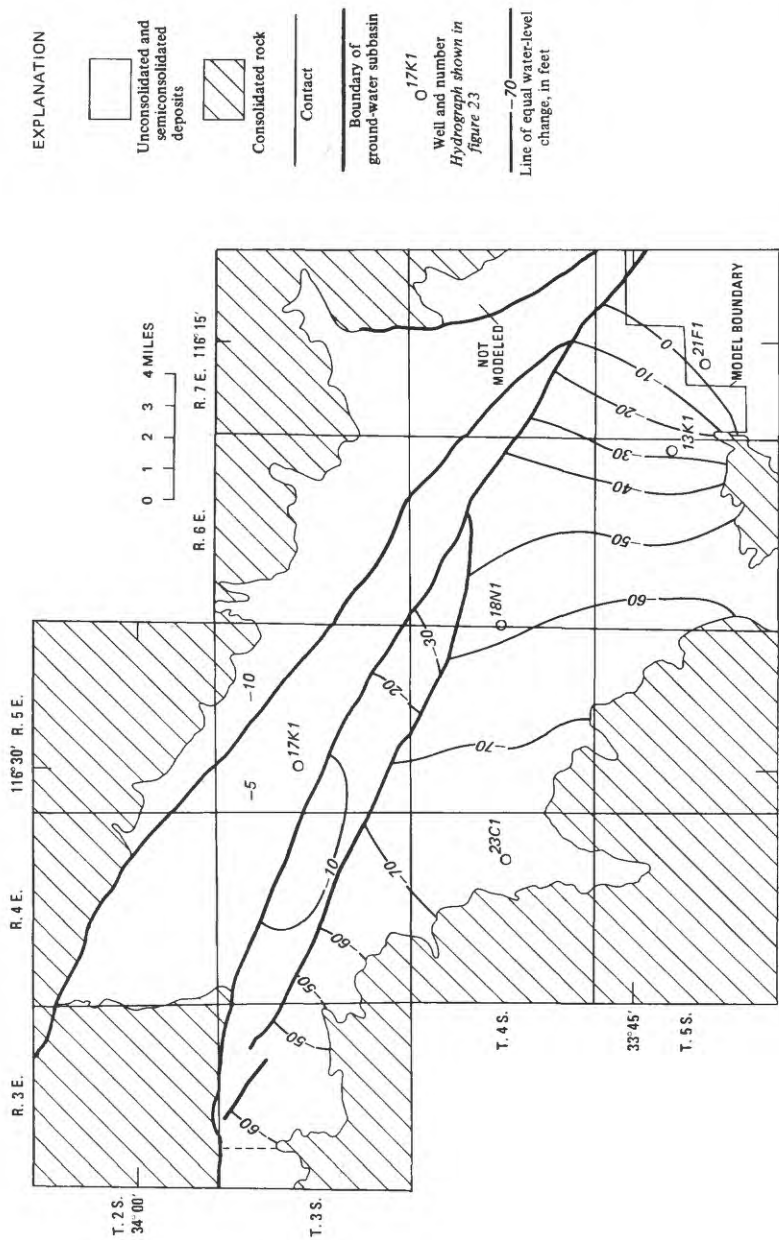 R. 3 E.
R. 4 E.
116° 30′ R. 5 E.
R. 6 E.
R. 7 E. 116° 15′
0 1 2 3 4 MILES
T. 2 S.
34° 00′
T. 3 S.
T. 4 S.
33° 45′
T. 5 S.
−10
−5
17K1
−10
−20
−30
−60
−50
50
−60
−70
23C1
−70
18N1
−60
−50
−40
−30
−20
−10
0
13K1
21F1
NOT
MODELED
MODEL BOUNDARY
EXPLANATION
Unconsolidated and
semiconsolidated
deposits
Consolidated rock
Contact
Boundary of
ground-water subbasin
17K1
Well and number
Hydrograph shown in
figure 23
−70
Line of equal water-level
change, in feet